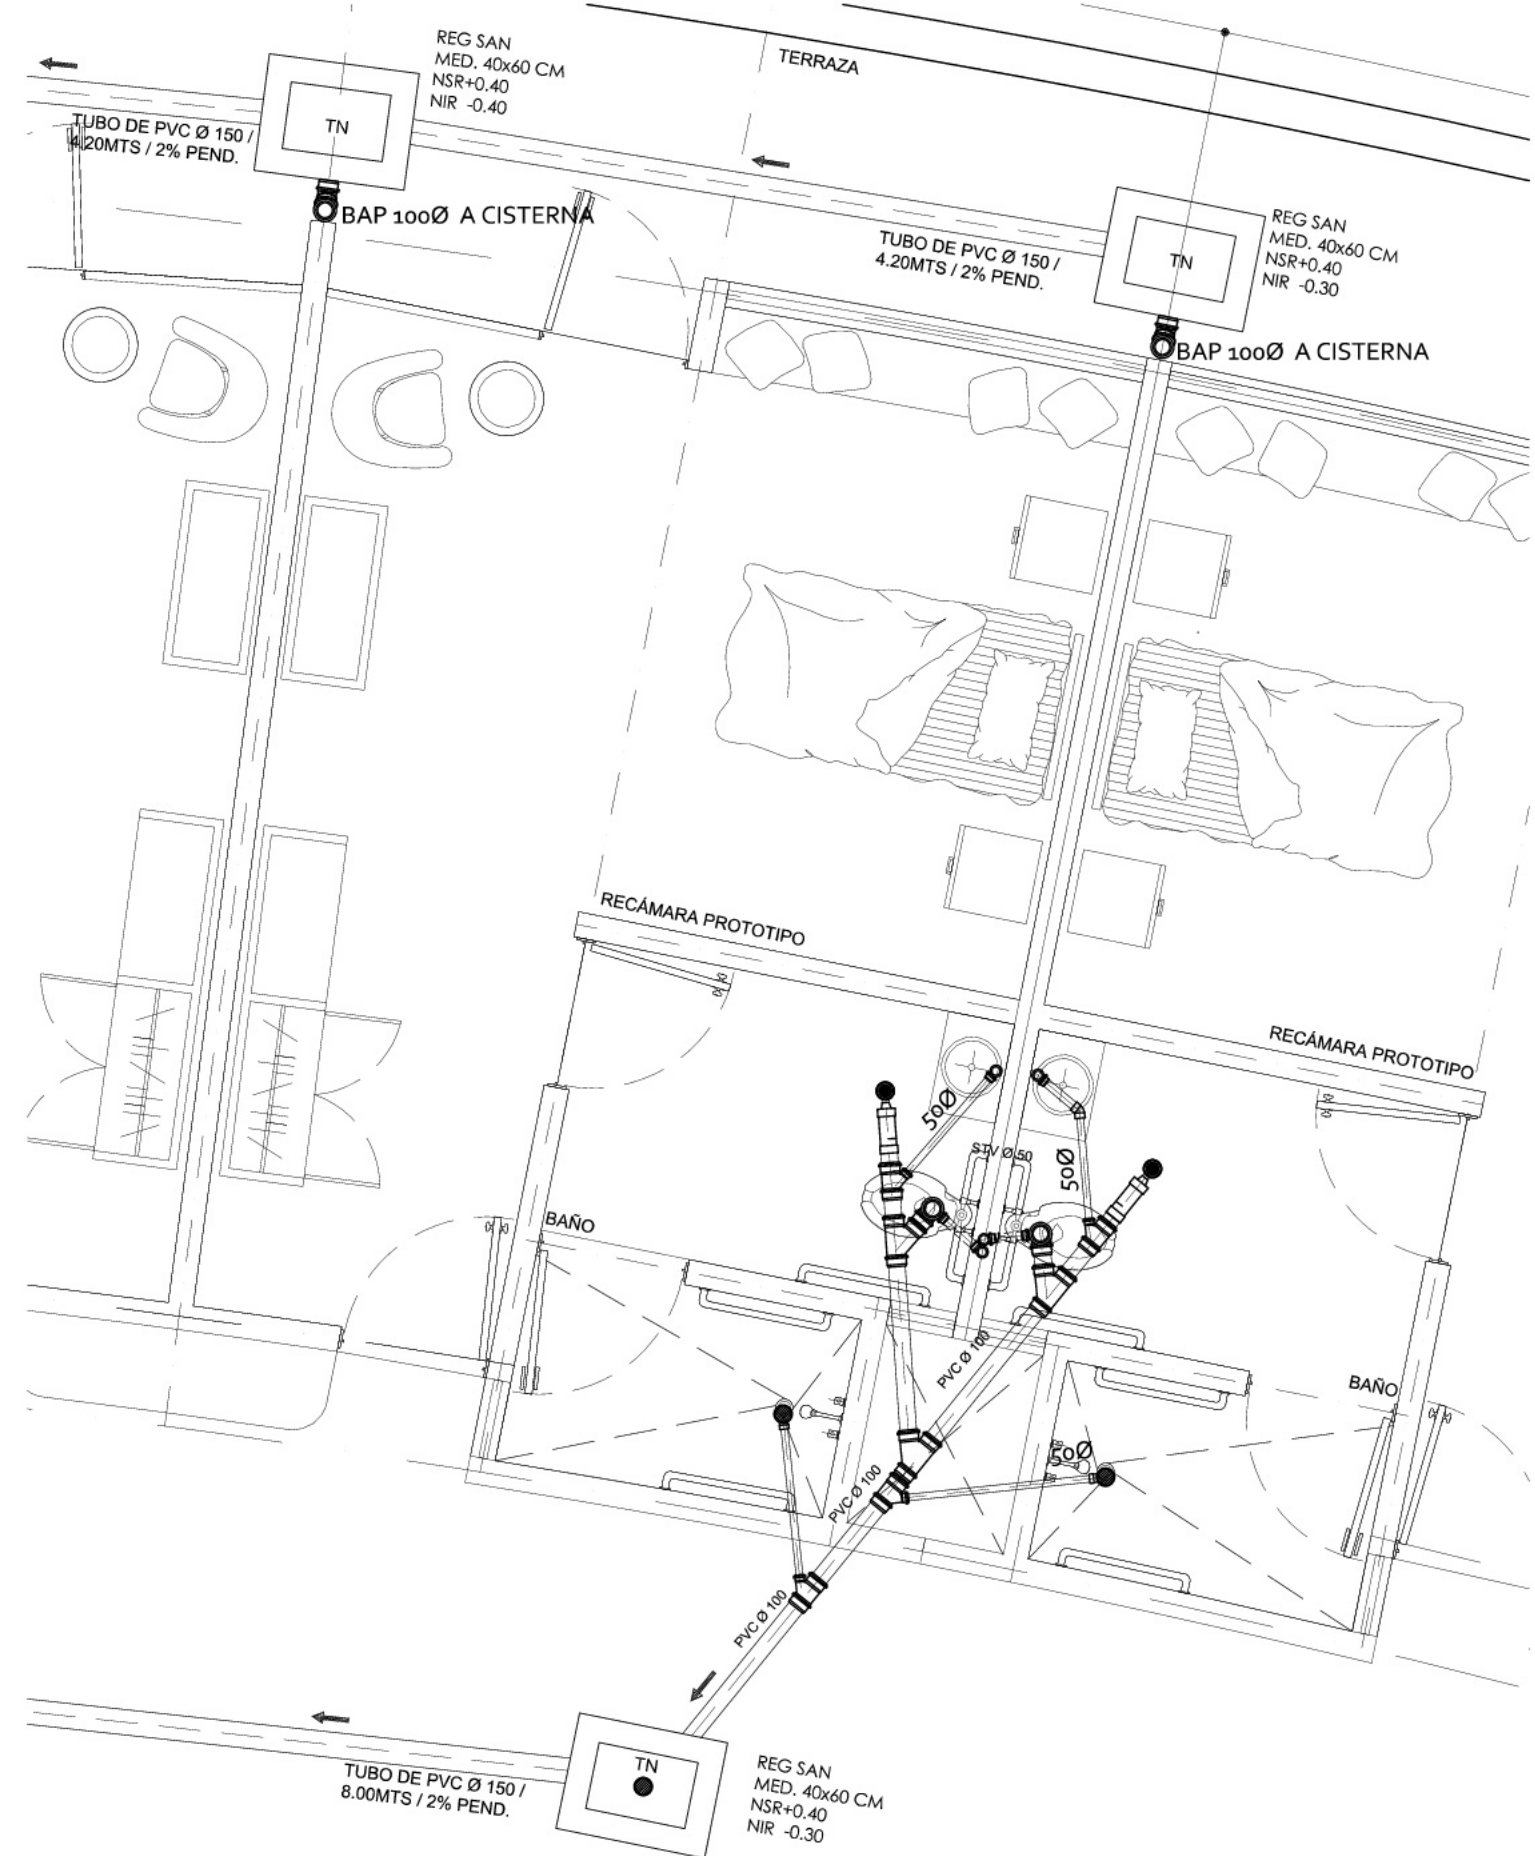 REG SAN
MED. 40x60 CM
NSR+0.40
NIR -0.40
TERRAZA
TN
TUBO DE PVC Ø 150 /
4.20MTS / 2% PEND.
BAP 100Ø A CISTERNA
REG SAN
MED. 40x60 CM
NSR+0.40
NIR -0.30
TUBO DE PVC Ø 150 /
4.20MTS / 2% PEND.
TN
BAP 100Ø A CISTERNA
RECÁMARA PROTOTIPO
RECÁMARA PROTOTIPO
50Ø
STV Ø 50
50Ø
BAÑO
PVC Ø 100
BAÑO
50Ø
PVC Ø 100
PVC Ø 100
TN
REG SAN
MED. 40x60 CM
NSR+0.40
NIR -0.30
TUBO DE PVC Ø 150 /
8.00MTS / 2% PEND.